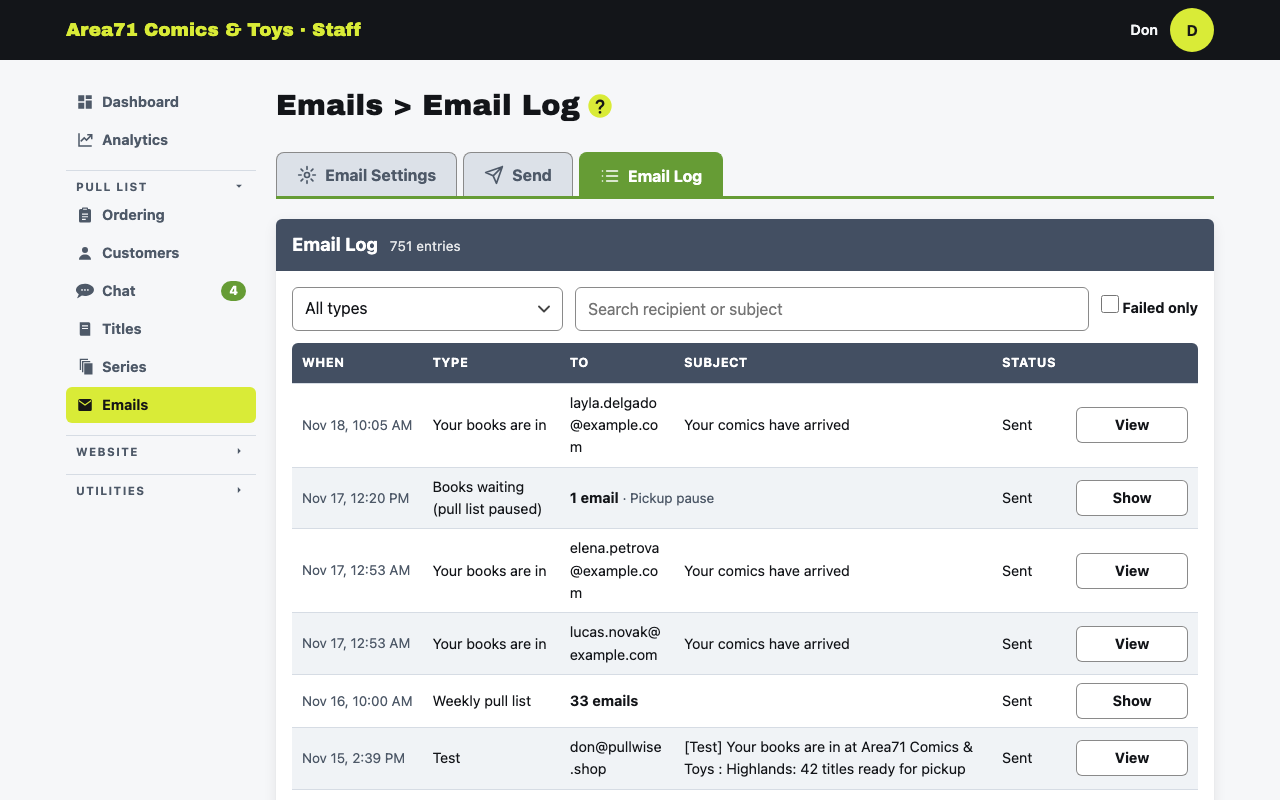 Area71 Comics & Toys · Staff
Don
D
Dashboard
Analytics
PULL LIST
Ordering
Customers
Chat
4
Titles
Series
Emails
WEBSITE
UTILITIES
Emails > Email Log
?
Email Settings
Send
Email Log
Email Log 751 entries
All types
Search recipient or subject
Failed only
WHEN TYPE TO SUBJECT STATUS
Nov 18, 10:05 AM
Your books are in
layla.delgado
@example.co
m
Your comics have arrived
Sent
View
Nov 17, 12:20 PM
Books waiting
(pull list paused)
1 email · Pickup pause
Sent
Show
Nov 17, 12:53 AM
Your books are in
elena.petrova
@example.co
m
Your comics have arrived
Sent
View
Nov 17, 12:53 AM
Your books are in
lucas.novak@
example.com
Your comics have arrived
Sent
View
Nov 16, 10:00 AM
Weekly pull list
33 emails
Sent
Show
Nov 15, 2:39 PM
Test
don@pullwise
.shop
[Test] Your books are in at Area71 Comics &
Toys : Highlands: 42 titles ready for pickup
Sent
View